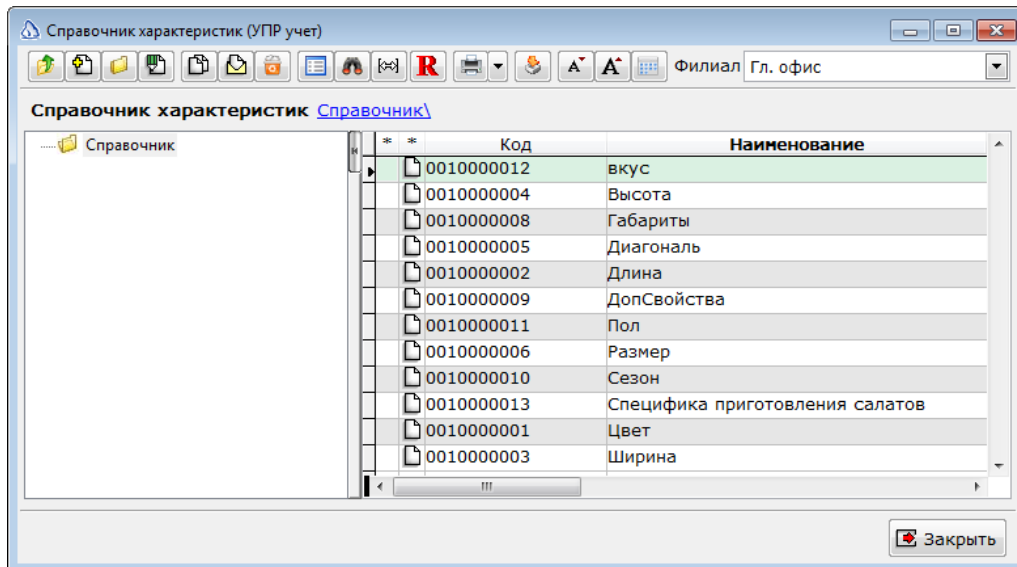 Справочник характеристик (УПР учет)
R A A Филиал Гл. офис
Справочник характеристик Справочник\
Справочник
* * Код Наименование
0010000012 вкус
0010000004 Высота
0010000008 Габариты
0010000005 Диагональ
0010000002 Длина
0010000009 ДопСвойства
0010000011 Пол
0010000006 Размер
0010000010 Сезон
0010000013 Специфика приготовления салатов
0010000001 Цвет
0010000003 Ширина
Закрыть